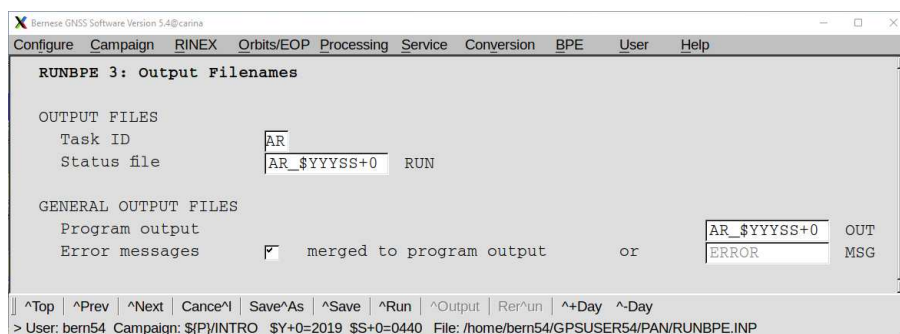 Bernese GNSS Software Version 5.4@carina
Configure Campaign RINEX Orbits/EOP Processing Service Conversion BPE User Help
RUNBPE 3: Output Filenames
OUTPUT FILES
Task ID AR
Status file AR_$YYYSS+0 RUN
GENERAL OUTPUT FILES
Program output AR_$YYYSS+0 OUT
Error messages merged to program output or ERROR MSG
^Top | ^Prev | ^Next | Cance^l | Save^As | ^Save | ^Run | ^Output | Rer^un | ^+Day ^-Day
> User: bern54 Campaign: ${P}/INTRO $Y+0=2019 $S+0=0440 File: /home/bern54/GPSUSER54/PAN/RUNBPE.INP